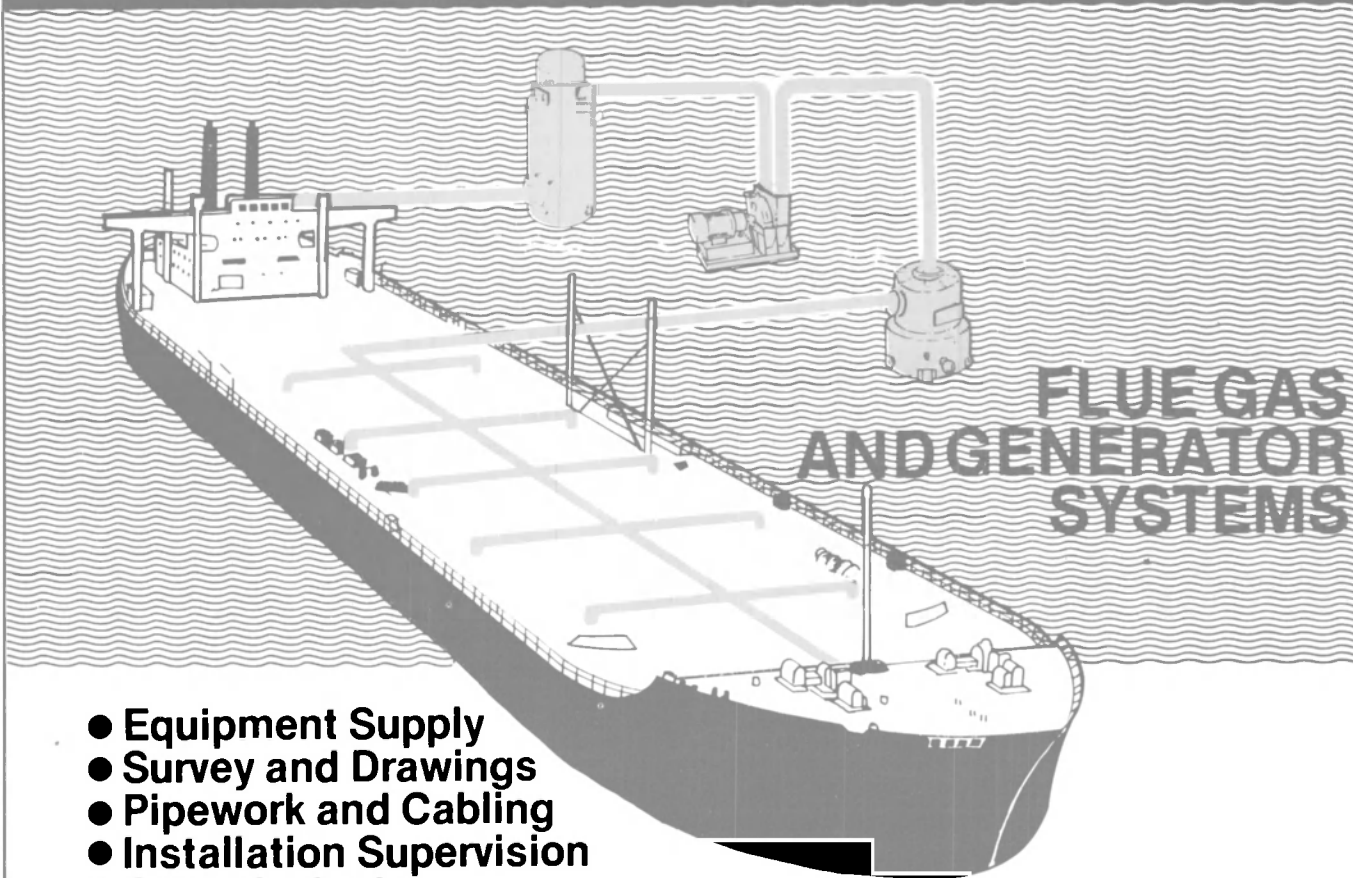 FLUE GAS
AND GENERATOR
SYSTEMS
● Equipment Supply
● Survey and Drawings
● Pipework and Cabling
● Installation Supervision